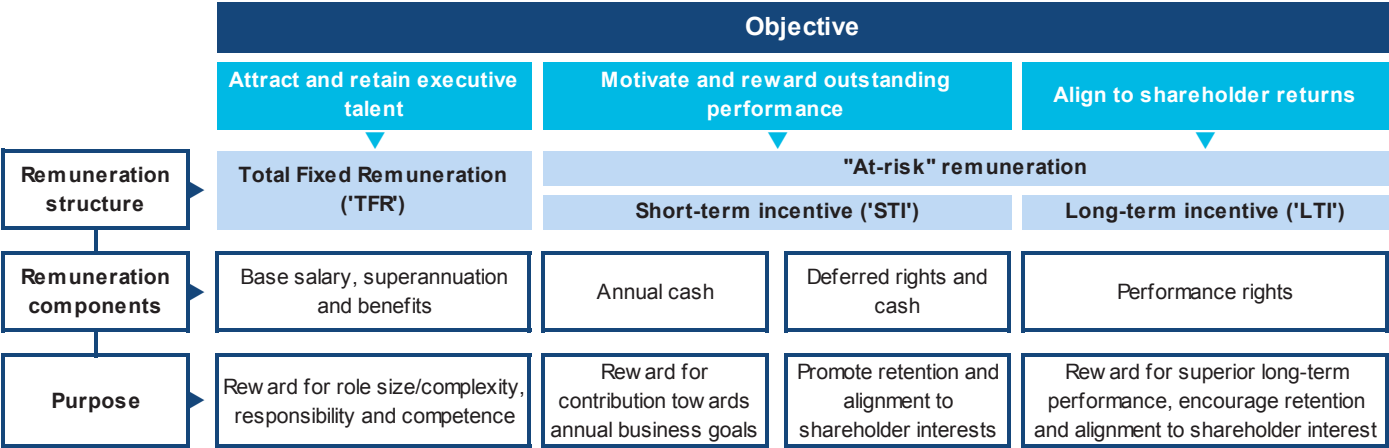 Objective
Attract and retain executive
talent
Motivate and reward outstanding
performance
Align to shareholder returns
Remuneration
structure
Total Fixed Remuneration
('TFR')
"At-risk" remuneration
Short-term incentive ('STI')
Long-term incentive ('LTI')
Remuneration
components
Base salary, superannuation
and benefits
Annual cash
Deferred rights and
cash
Performance rights
Purpose
Reward for role size/complexity,
responsibility and competence
Reward for
contribution towards
annual business goals
Promote retention and
alignment to
shareholder interests
Reward for superior long-term
performance, encourage retention
and alignment to shareholder interest